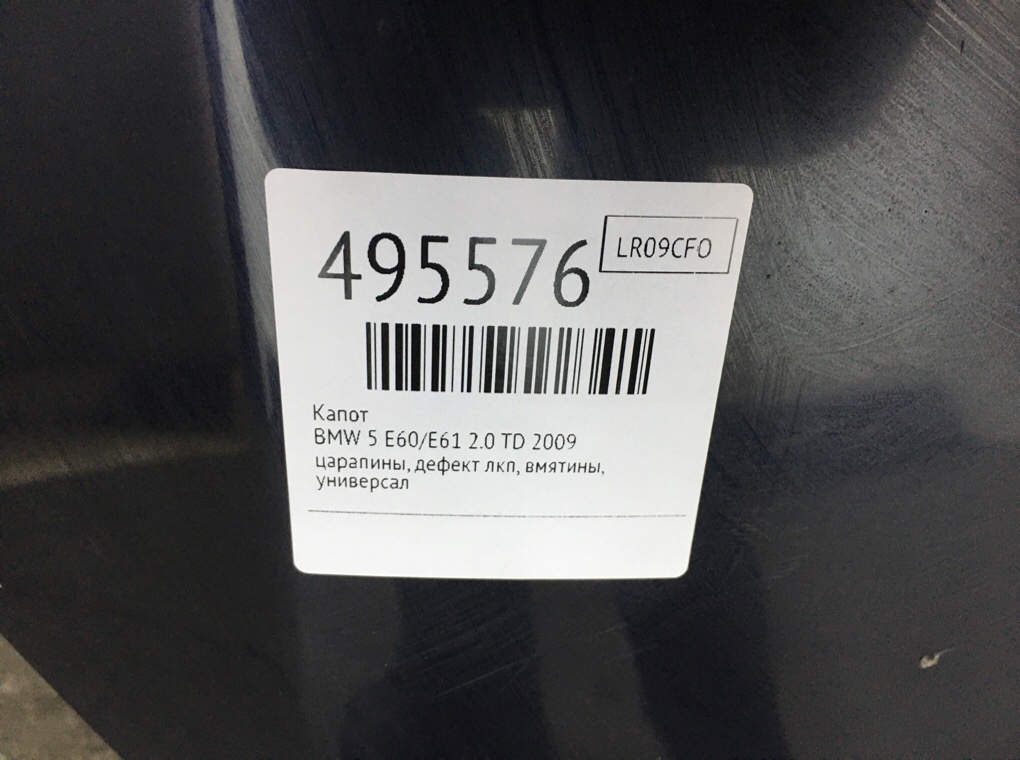 495576
LR09CFO
Капот
BMW 5 E60/E61 2.0 TD 2009
царапины, дефект лкп, вмятины,
универсал